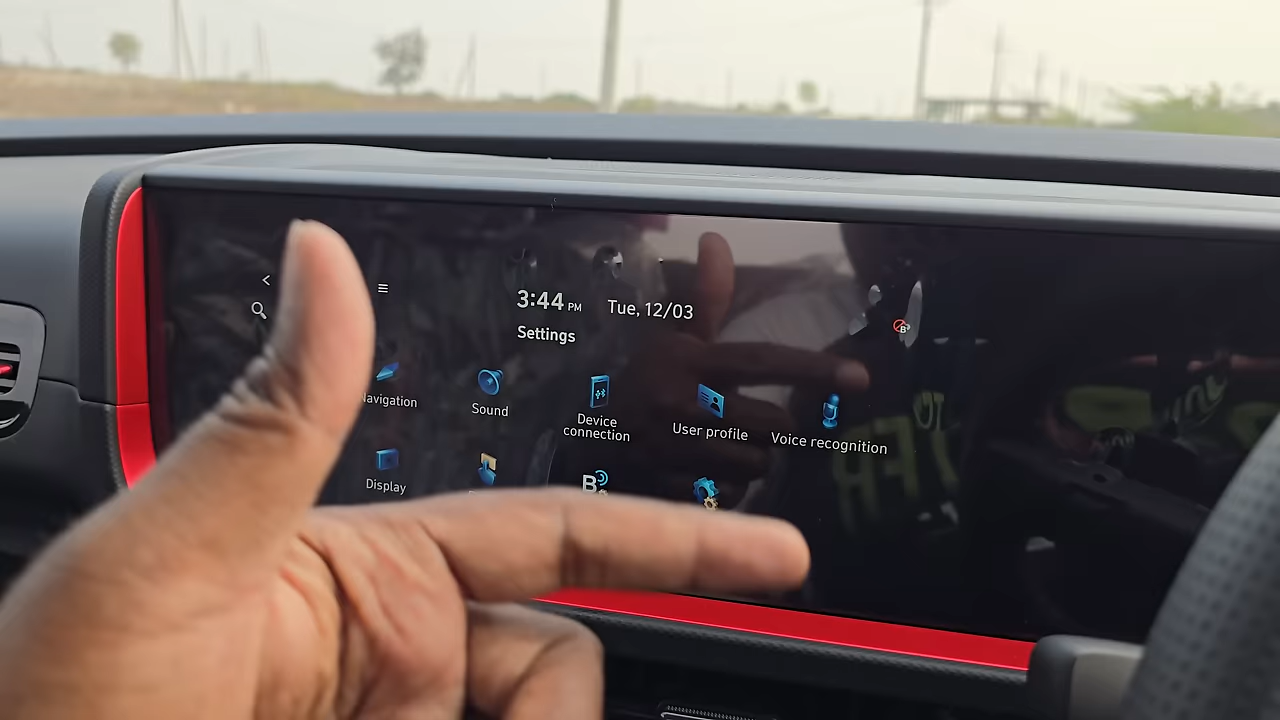 3:44 PM Tue, 12/03
Settings
Navigation
Sound
Device
connection
User profile
Voice recognition
Display
B